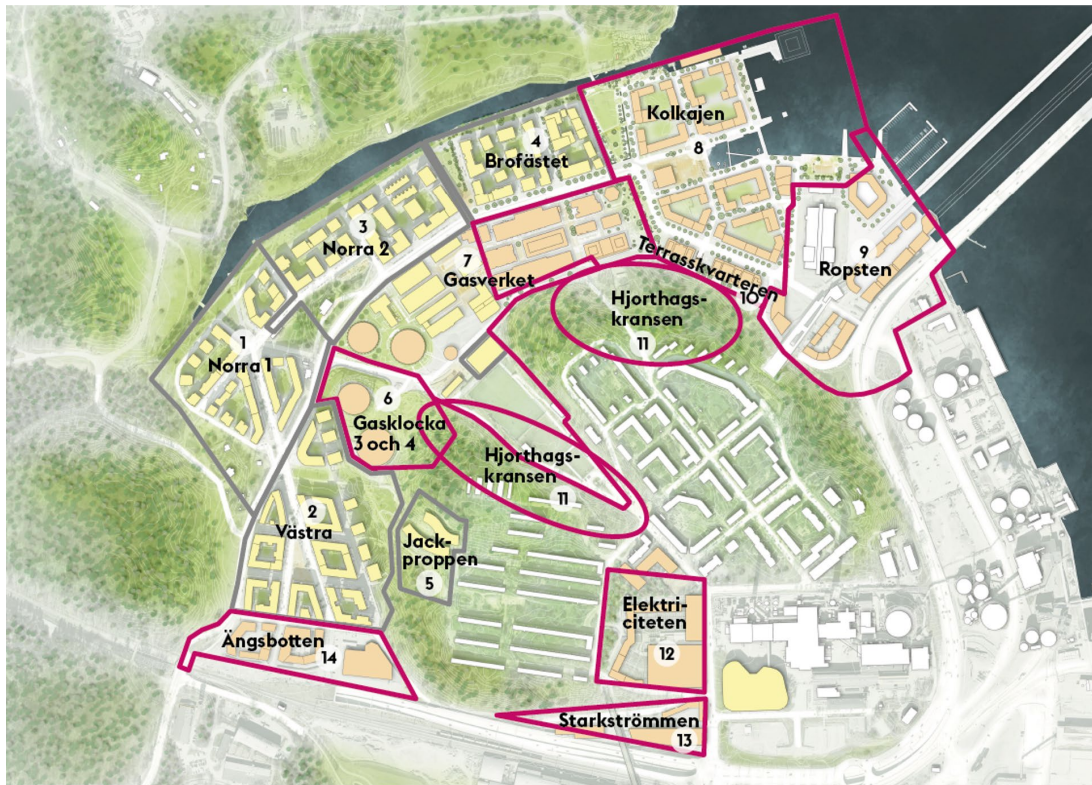 Kolkajen
8
4
Brofästet
3
Norra 2
7
Gasverket
Terrasskvarteren
10
9
Ropsten
Hjorthags-
kransen
11
1
Norra 1
6
Gasklocka
3 och 4
Hjorthags-
kransen
11
2
Västra
Jack-
proppen
5
Elektri-
citeten
12
Ängsbotten
14
Starkströmmen
13